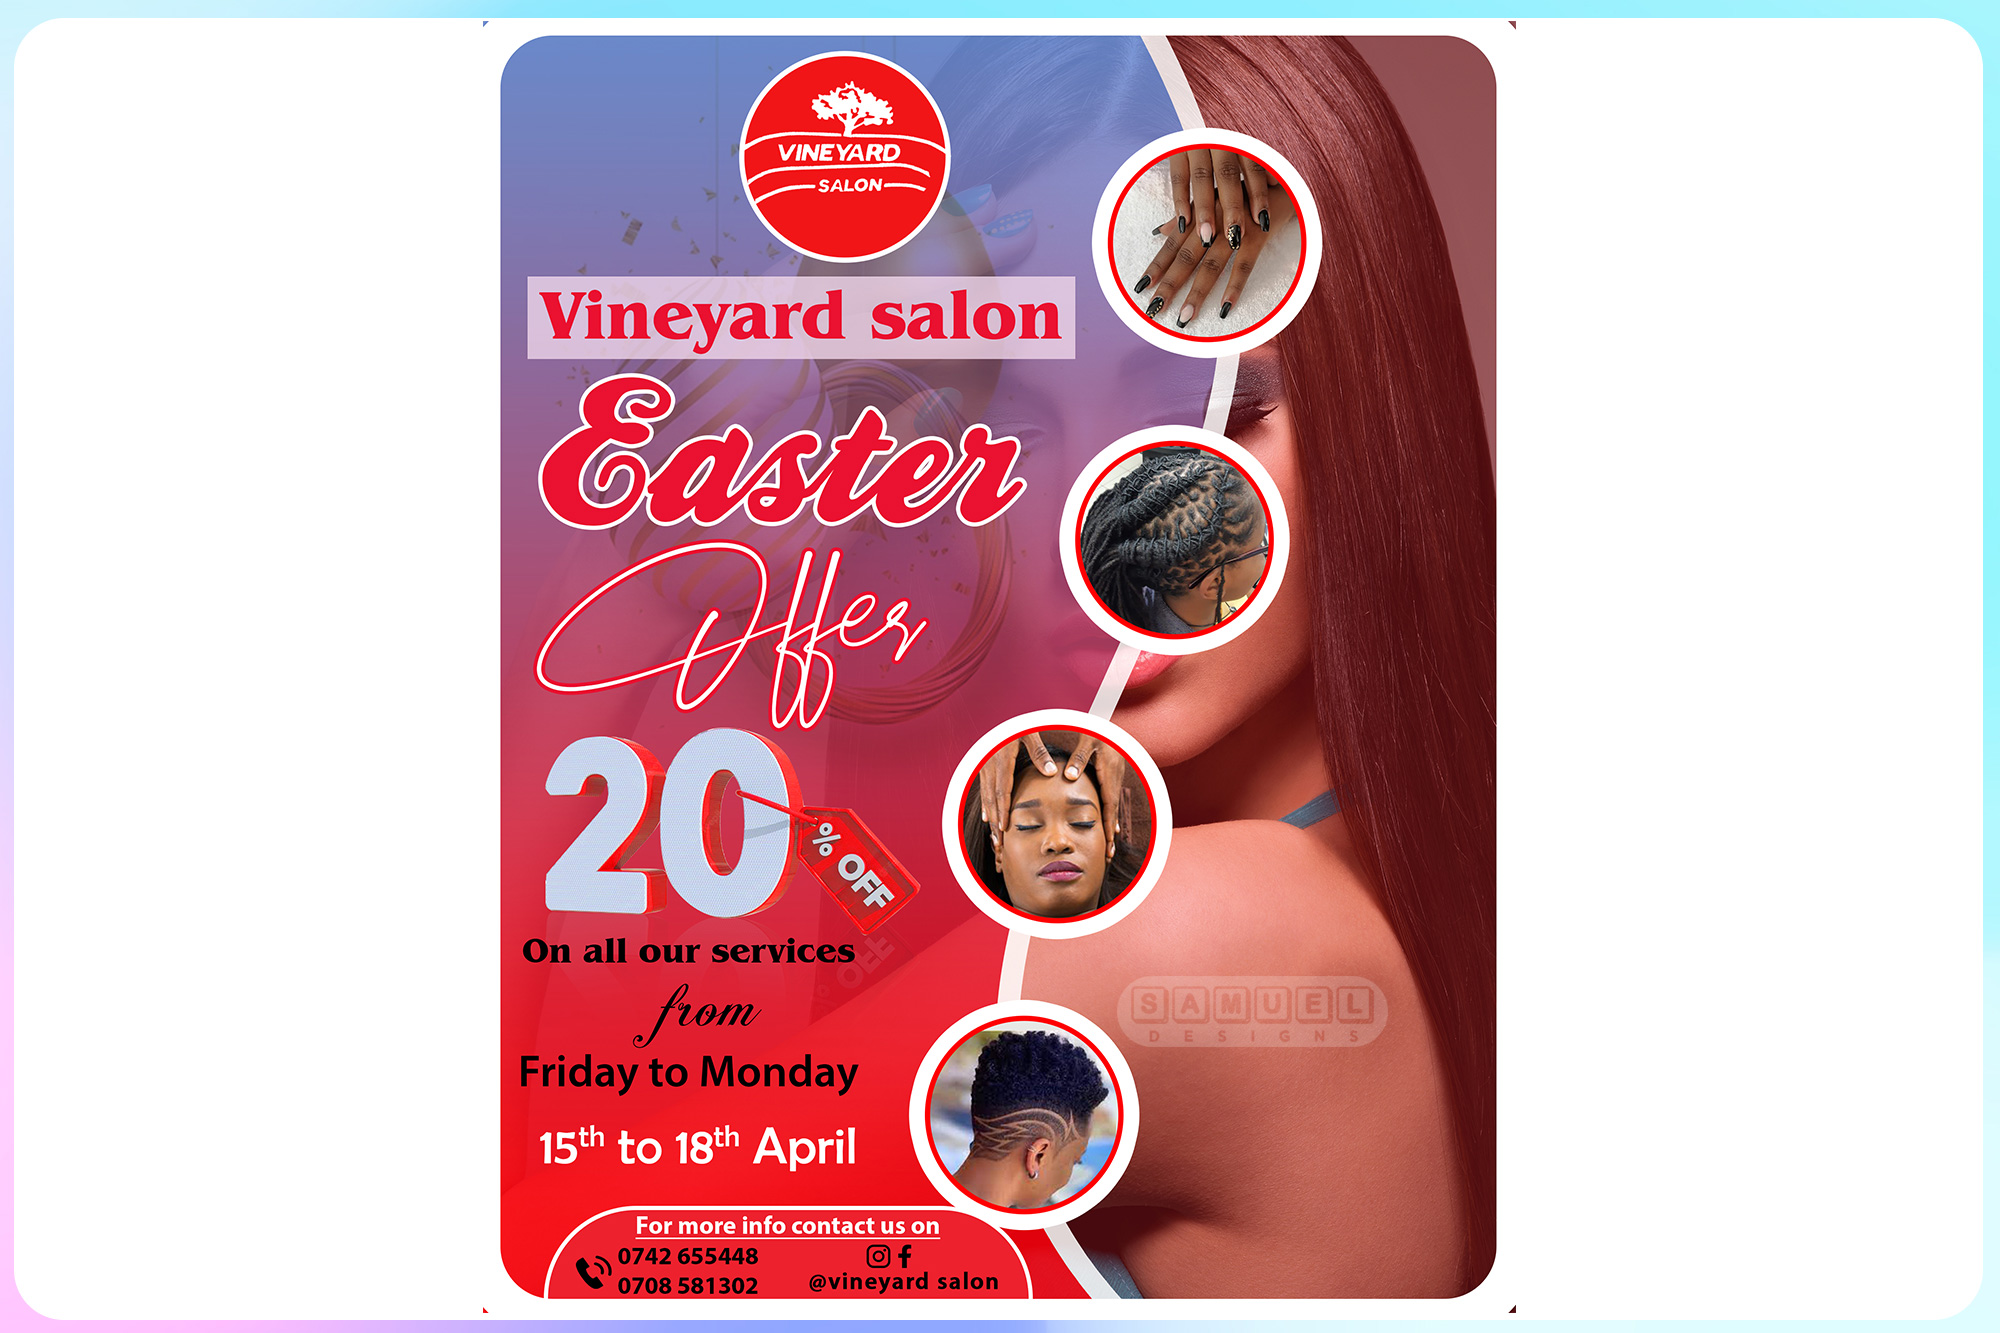 VINEYARD
SALON
Vineyard salon
Easter
Offer
20
% OFF
On all our services
from
Friday to Monday
15th to 18th April
SAMUEL
DESIGNS
For more info contact us on
0742 655448
0708 581302
@vineyard salon